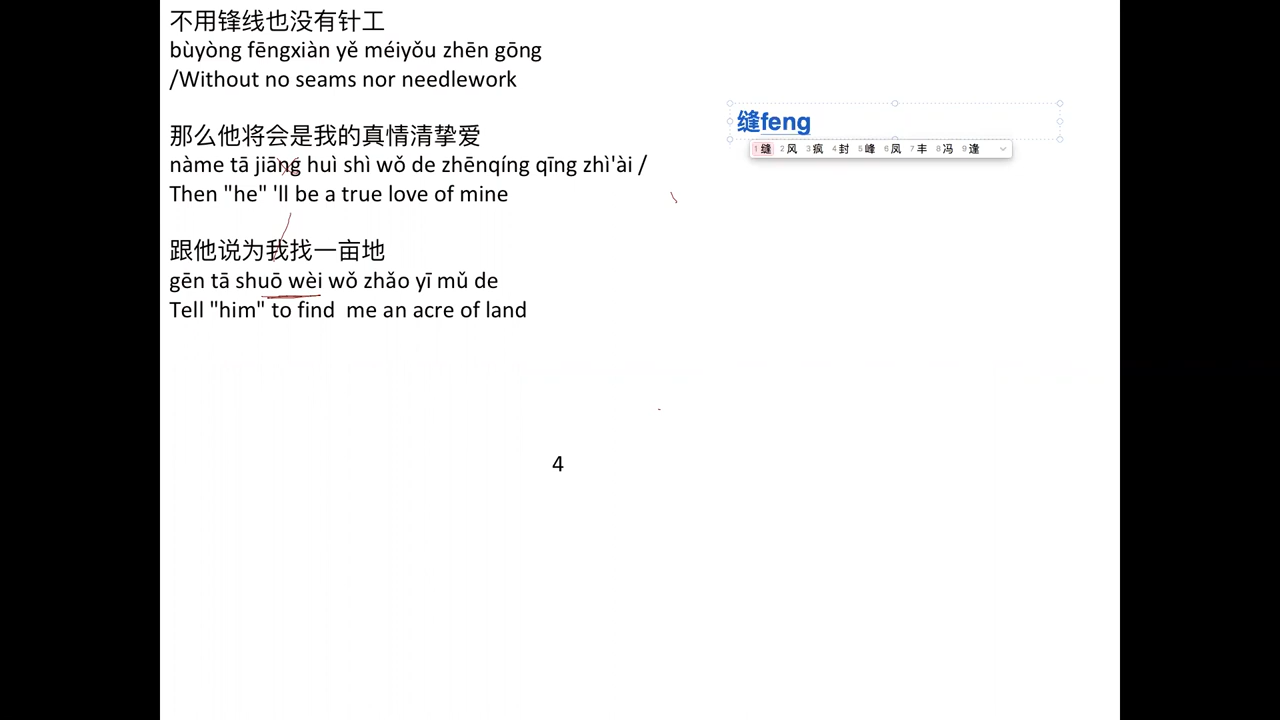 不用锋线也没有针工
bùyòng fēngxiàn yě méiyǒu zhēn gōng
/Without no seams nor needlework
那么他将会是我的真情清挚爱
nàme tā jiāng huì shì wǒ de zhēnqíng qīng zhì'ài /
Then "he" 'll be a true love of mine
跟他说为我找一亩地
gēn tā shuō wèi wǒ zhǎo yī mǔ de
Tell "him" to find  me an acre of land
缝feng
1 缝 2 风 3 疯 4 封 5 峰 6 凤 7 丰 8 冯 9 逢
4